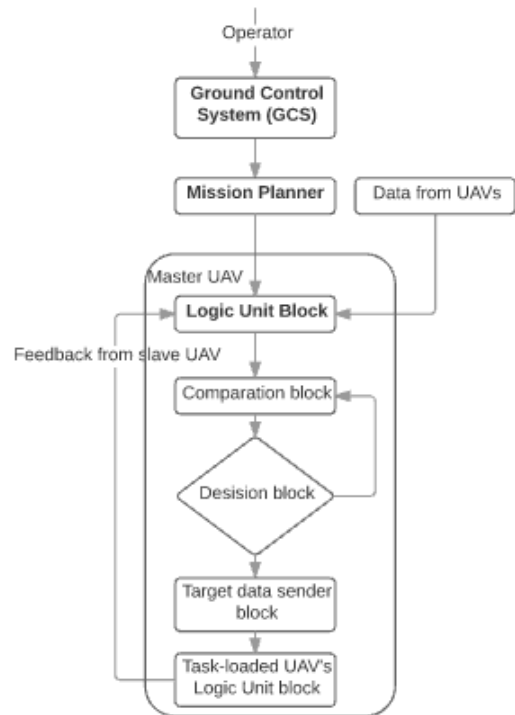 Operator
Ground Control
System (GCS)
Mission Planner
Data from UAVs
Master UAV
Logic Unit Block
Feedback from slave UAV
Comparation block
Desision block
Target data sender
block
Task-loaded UAV's
Logic Unit block